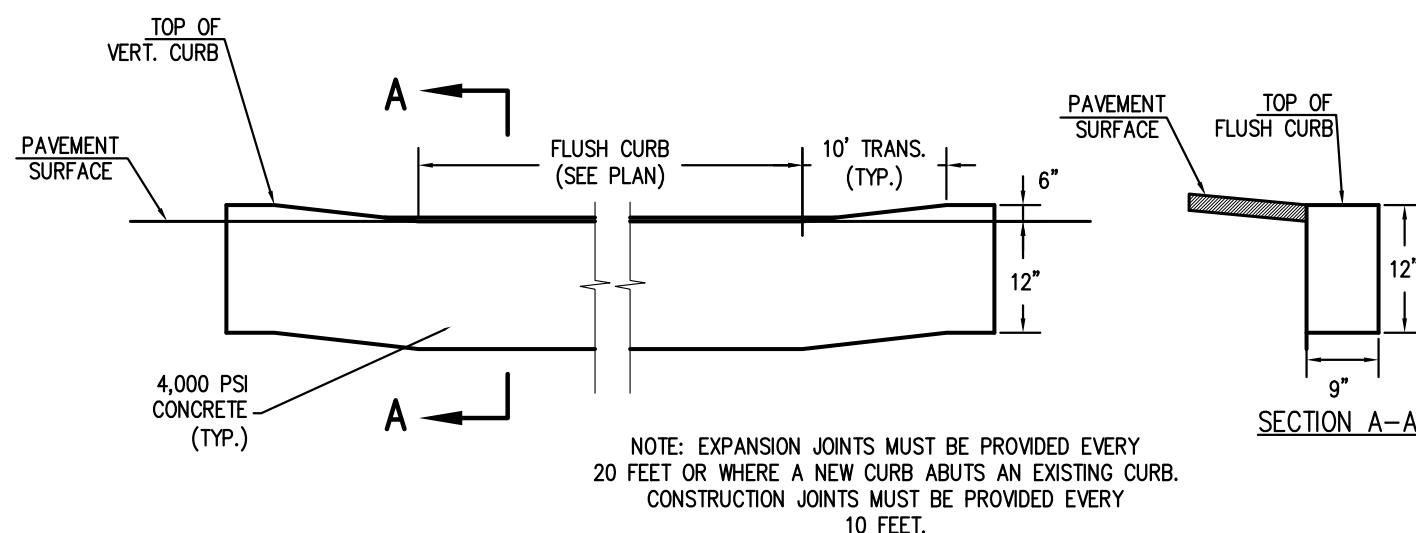 TOP OF
VERT. CURB
PAVEMENT
SURFACE
A
FLUSH CURB
(SEE PLAN)
10' TRANS.
(TYP.)
6"
12"
4,000 PSI
CONCRETE
(TYP.)
A
NOTE: EXPANSION JOINTS MUST BE PROVIDED EVERY
20 FEET OR WHERE A NEW CURB ABUTS AN EXISTING CURB.
CONSTRUCTION JOINTS MUST BE PROVIDED EVERY
10 FEET.
PAVEMENT
SURFACE
TOP OF
FLUSH CURB
12"
9"
SECTION A-A